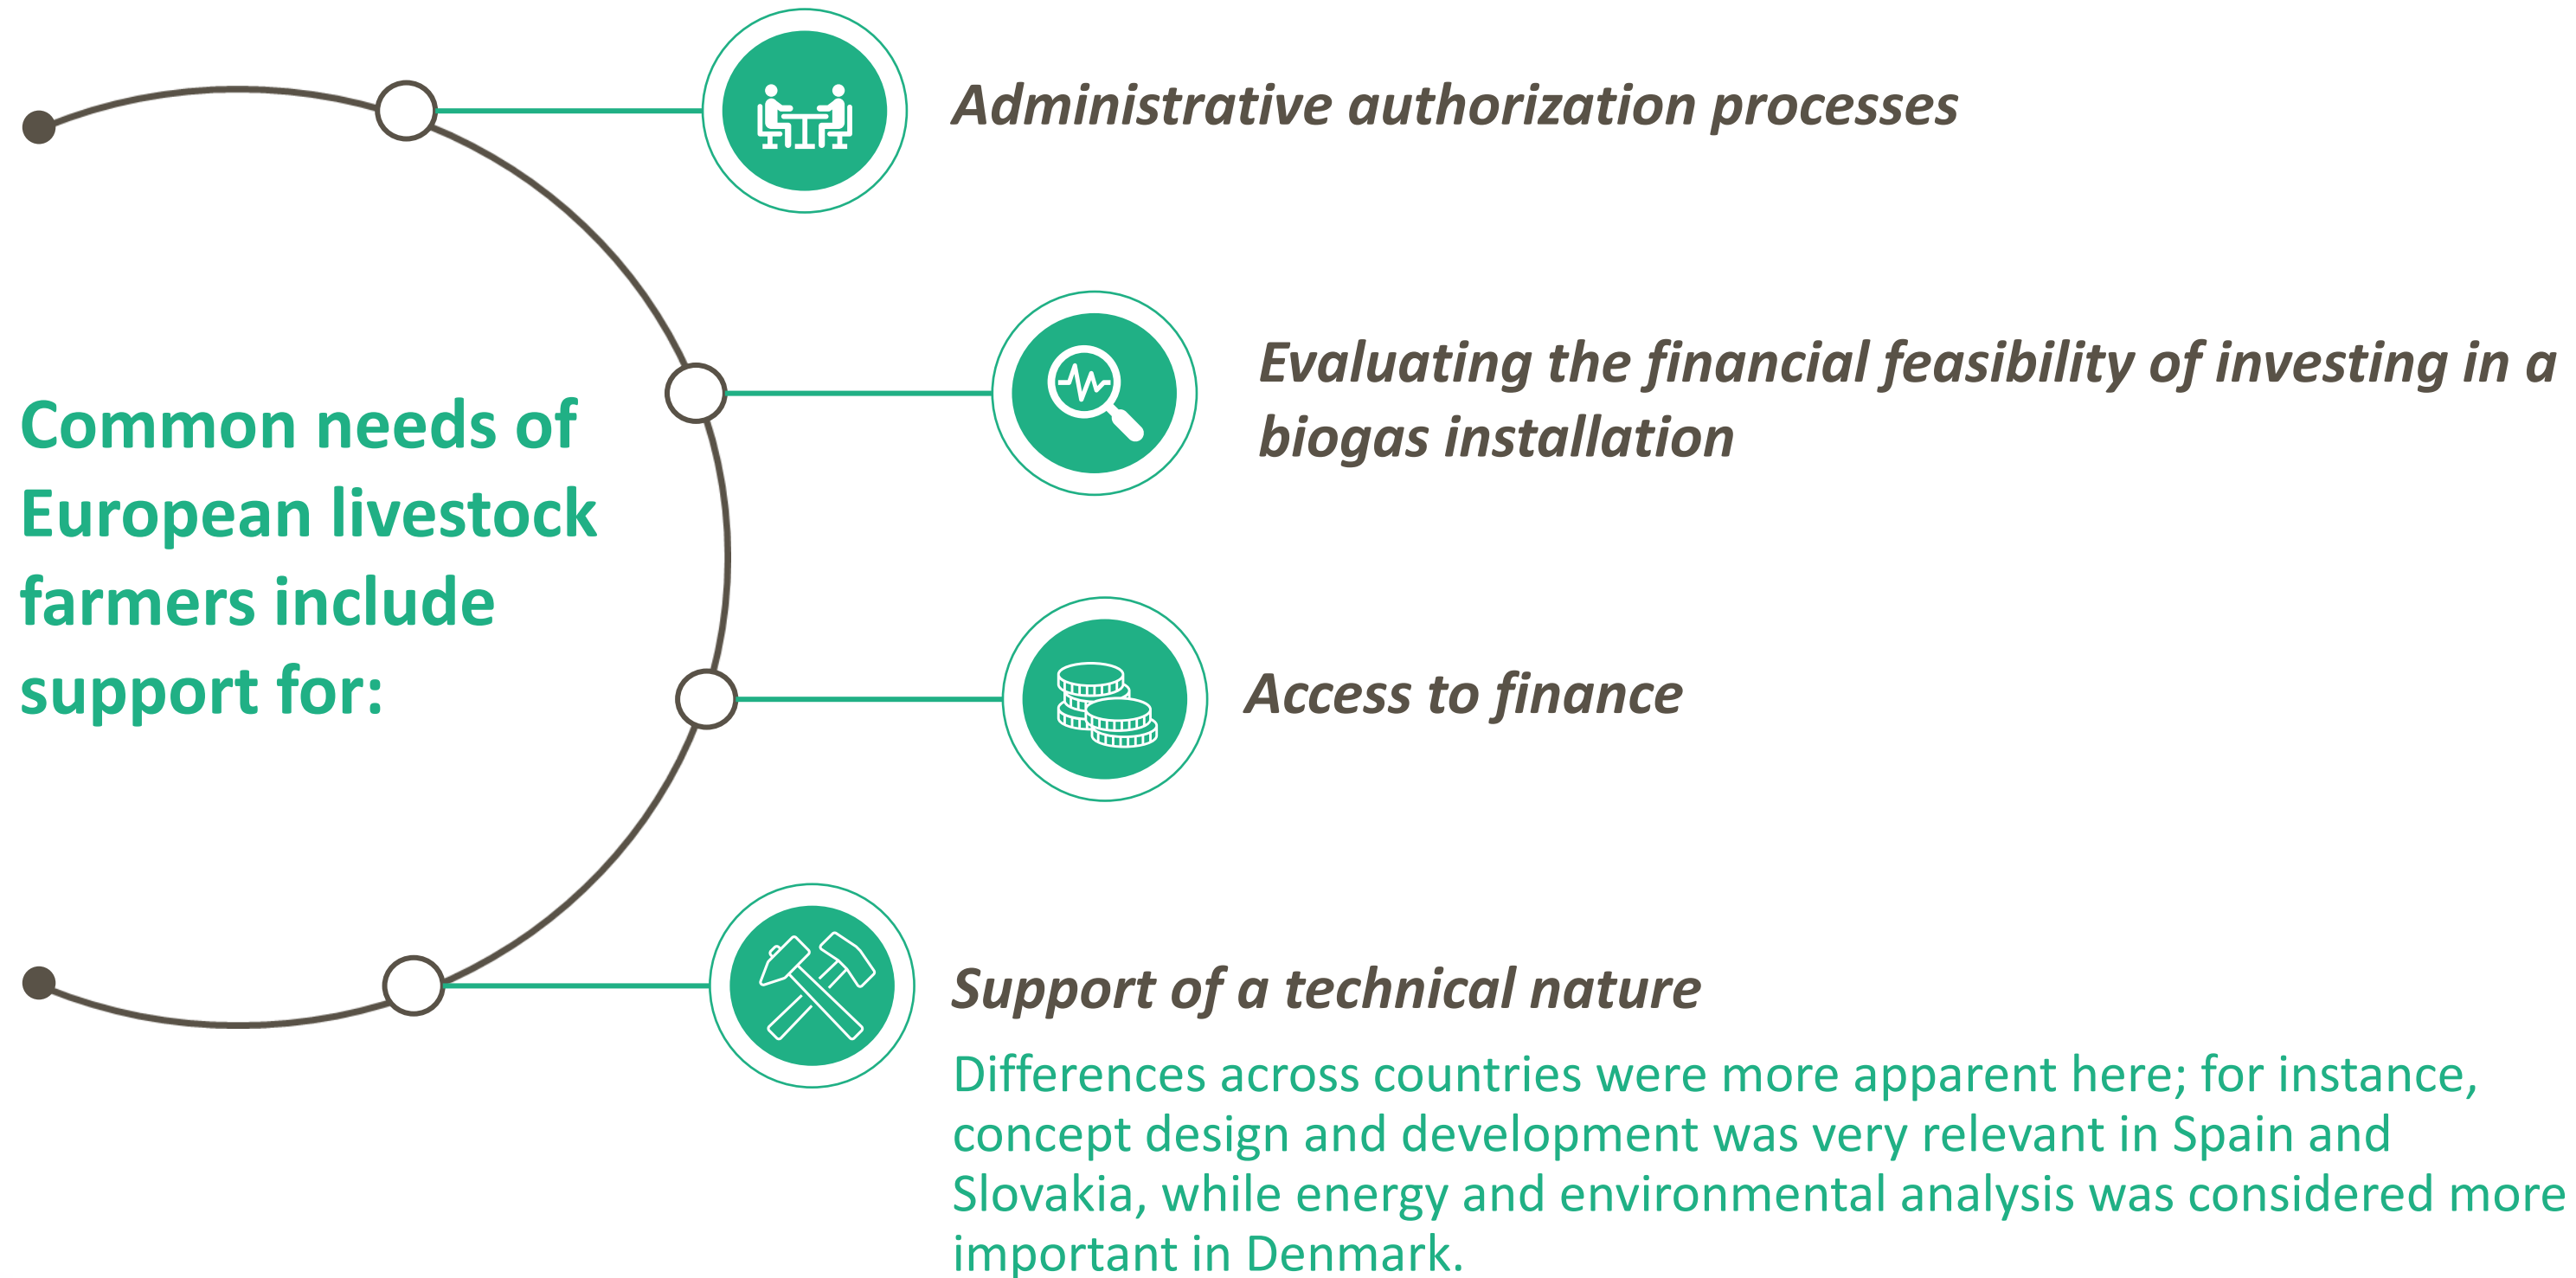 Common needs of
European livestock
farmers include
support for:
Administrative authorization processes
Evaluating the financial feasibility of investing in a
biogas installation
Access to finance
Support of a technical nature
Differences across countries were more apparent here; for instance,
concept design and development was very relevant in Spain and
Slovakia, while energy and environmental analysis was considered more
important in Denmark.